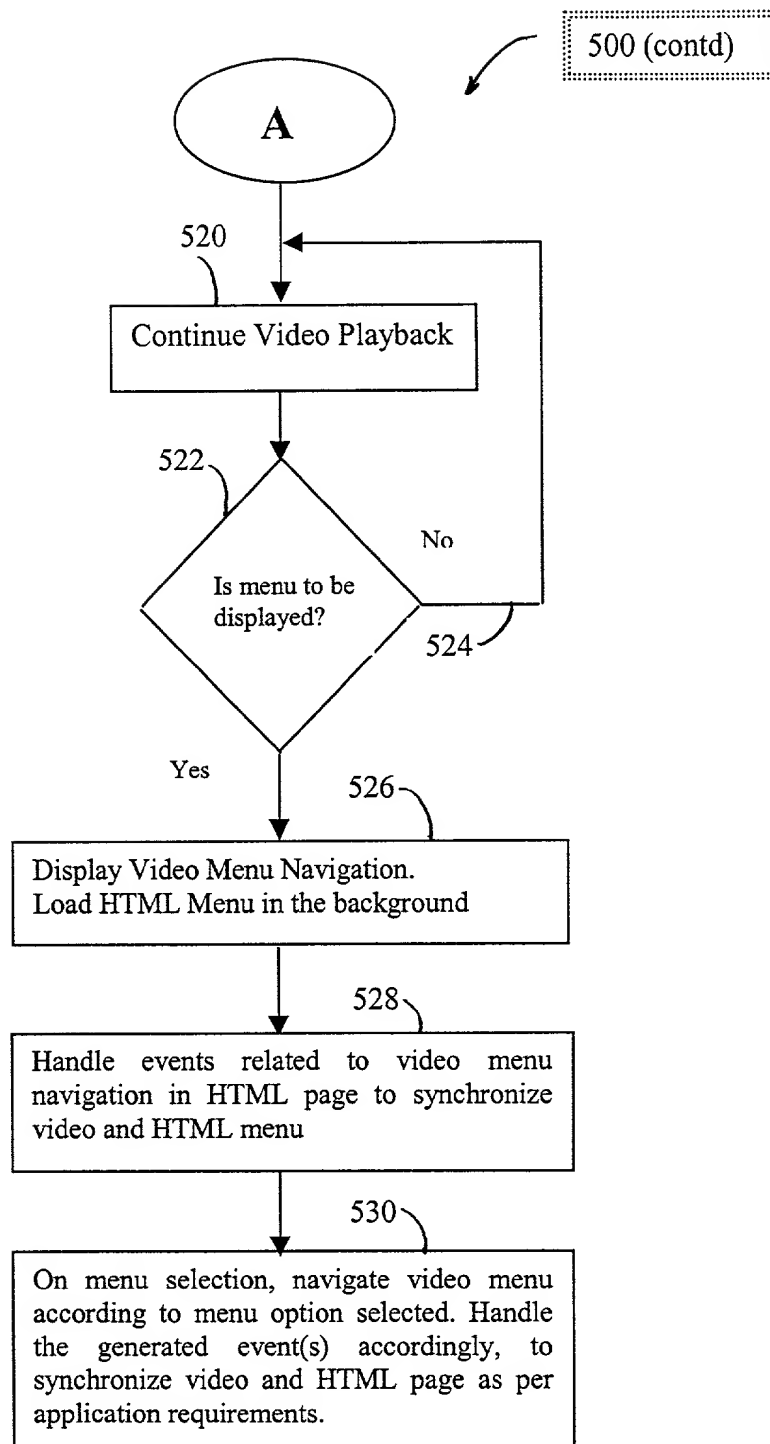 500 (contd)
A
520
Continue Video Playback
522
No
Is menu to be
displayed?
524
Yes
526
Display Video Menu Navigation.
Load HTML Menu in the background
528
Handle events related to video menu
navigation in HTML page to synchronize
video and HTML menu
530
On menu selection, navigate video menu
according to menu option selected. Handle
the generated event(s) accordingly, to
synchronize video and HTML page as per
application requirements.